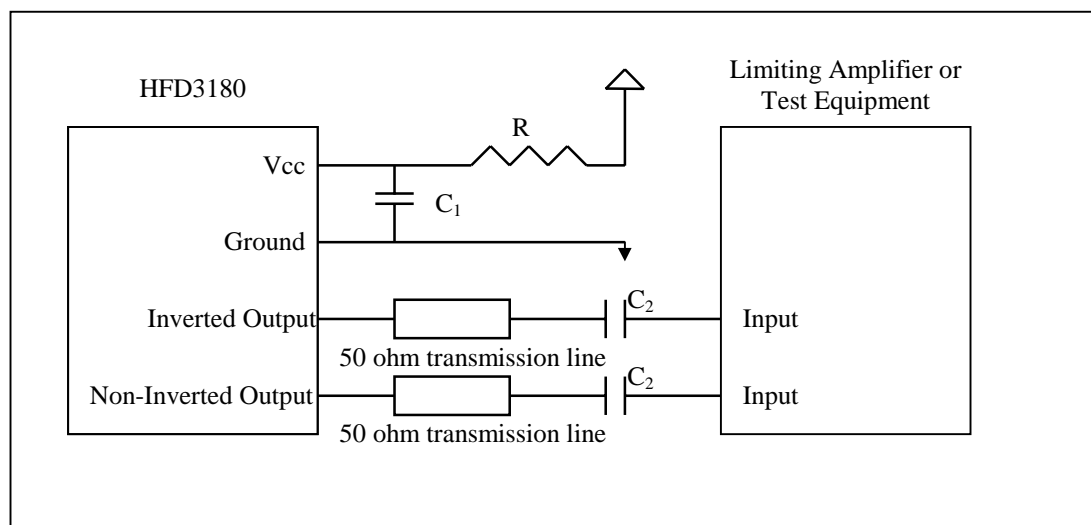 HFD3180
Limiting Amplifier or
Test Equipment
R
Vcc
C₁
Ground
C₂
Inverted Output
Input
50 ohm transmission line
C₂
Non-Inverted Output
Input
50 ohm transmission line